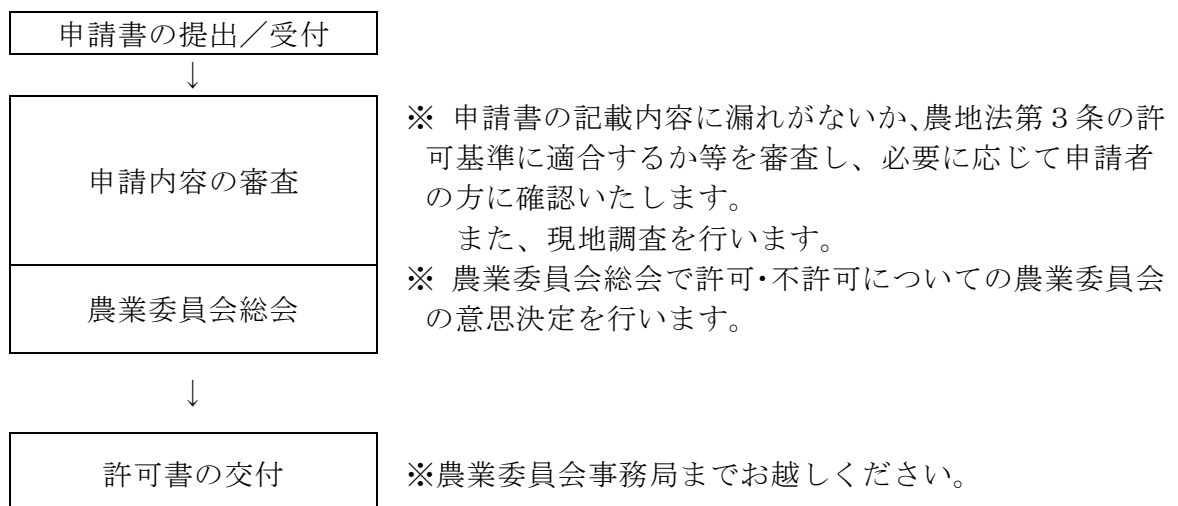 申請書の提出／受付
↓
申請内容の審査
※ 申請書の記載内容に漏れがないか、農地法第３条の許
可基準に適合するか等を審査し、必要に応じて申請者
の方に確認いたします。
また、現地調査を行います。
農業委員会総会
※ 農業委員会総会で許可・不許可についての農業委員会
の意思決定を行います。
↓
許可書の交付
※農業委員会事務局までお越しください。